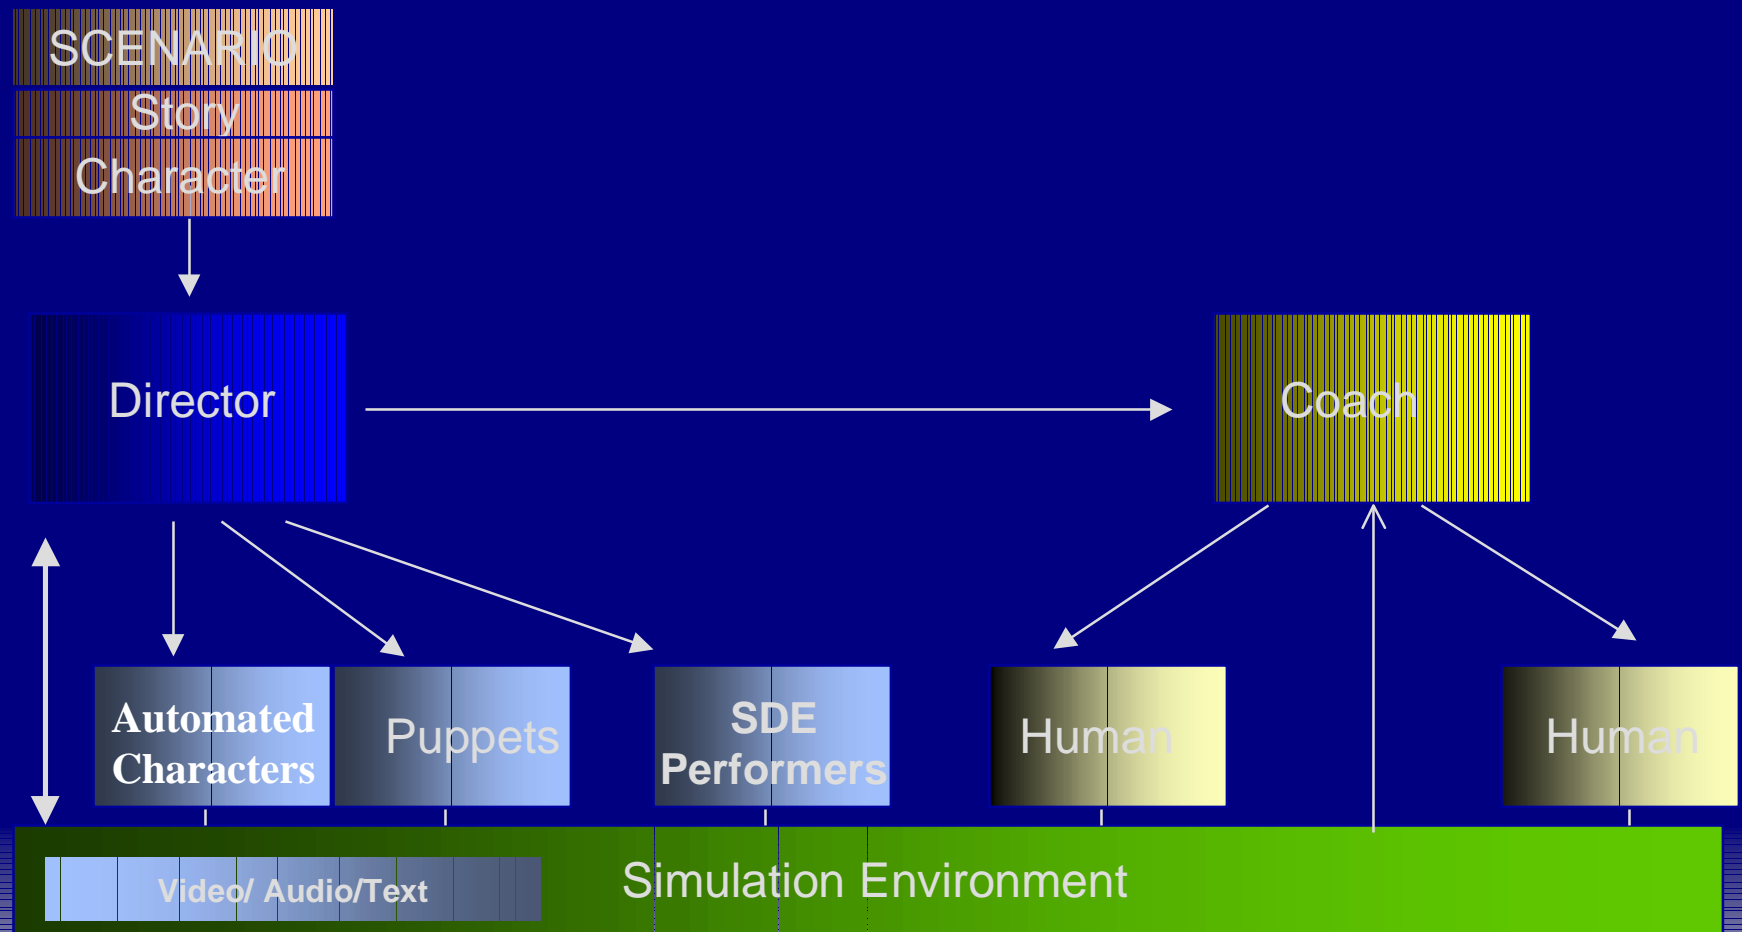 SCENARIO
Story
Character
Director
Coach
Automated
Characters
Puppets
SDE
Performers
Human
Human
Video/ Audio/Text
Simulation Environment